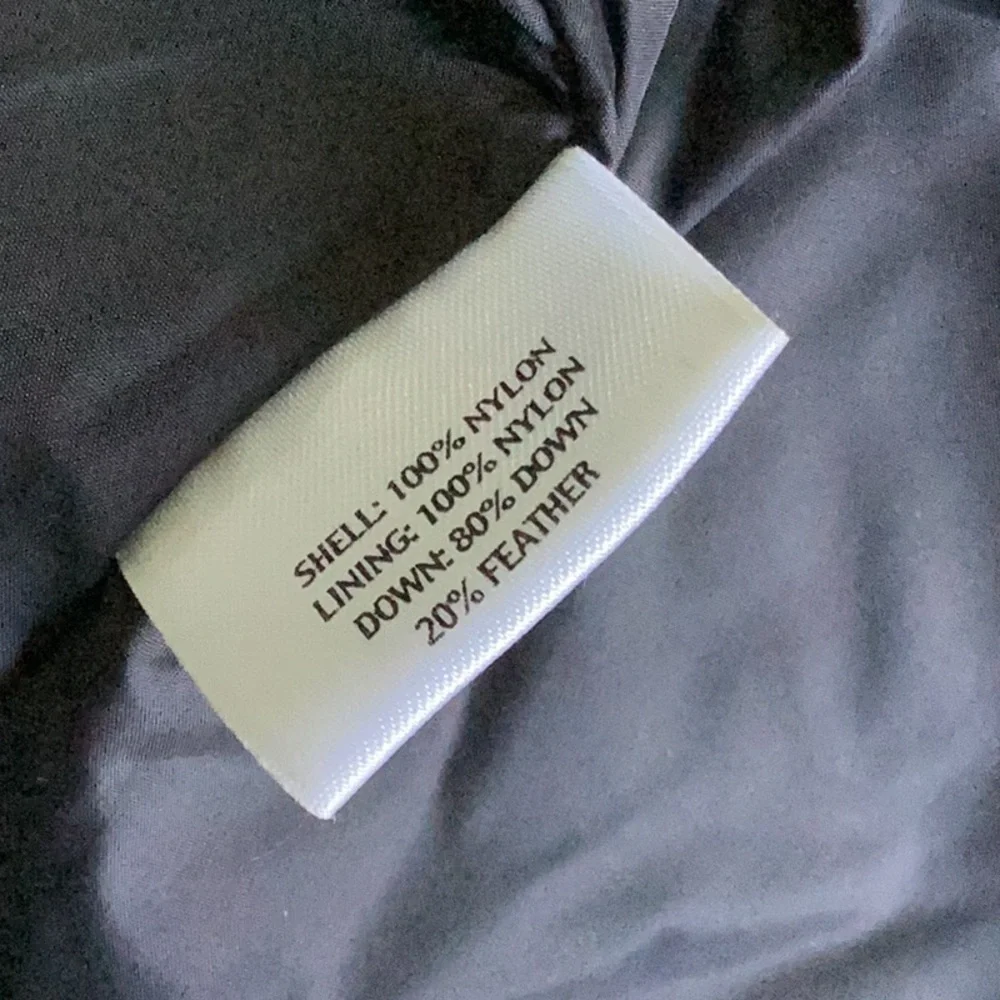 SHELL: 100% NYLON
LINING: 100% NYLON
DOWN: 80% DOWN
20% FEATHER